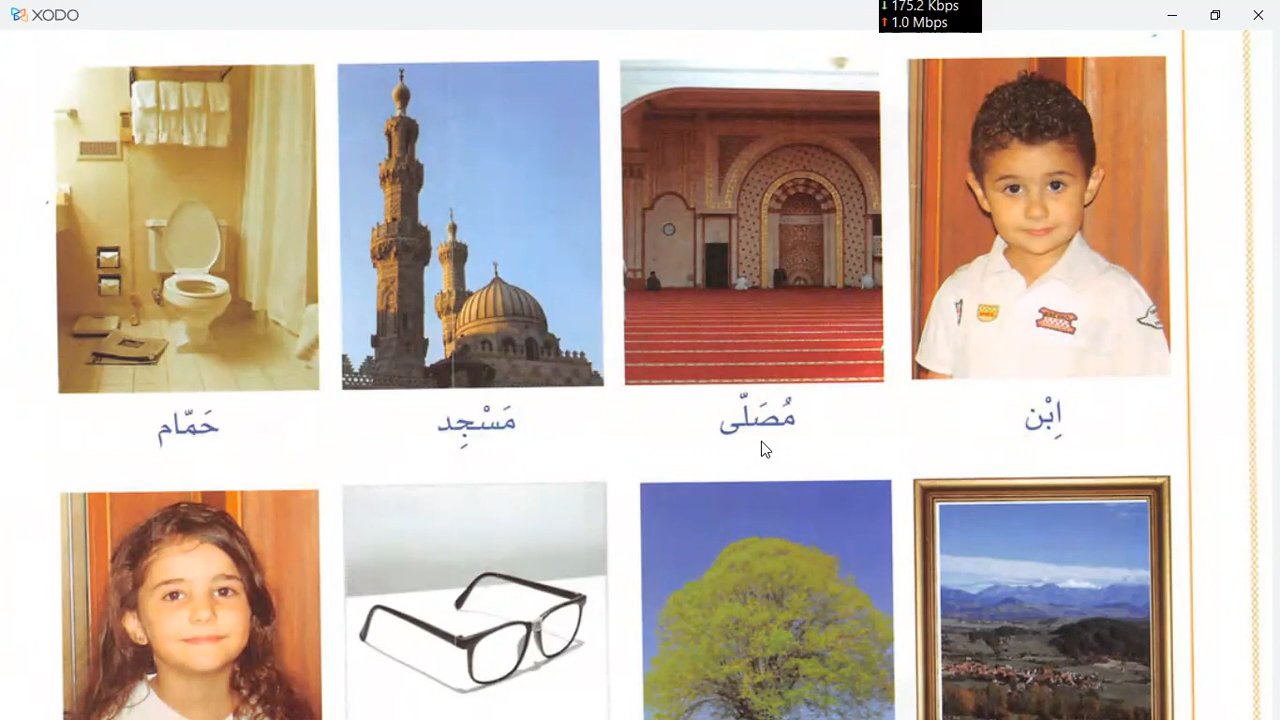 XODO
↓ 175.2 Kbps
↑ 1.0 Mbps
اِبْن مُصَلّى مَسْجِد حَمّام